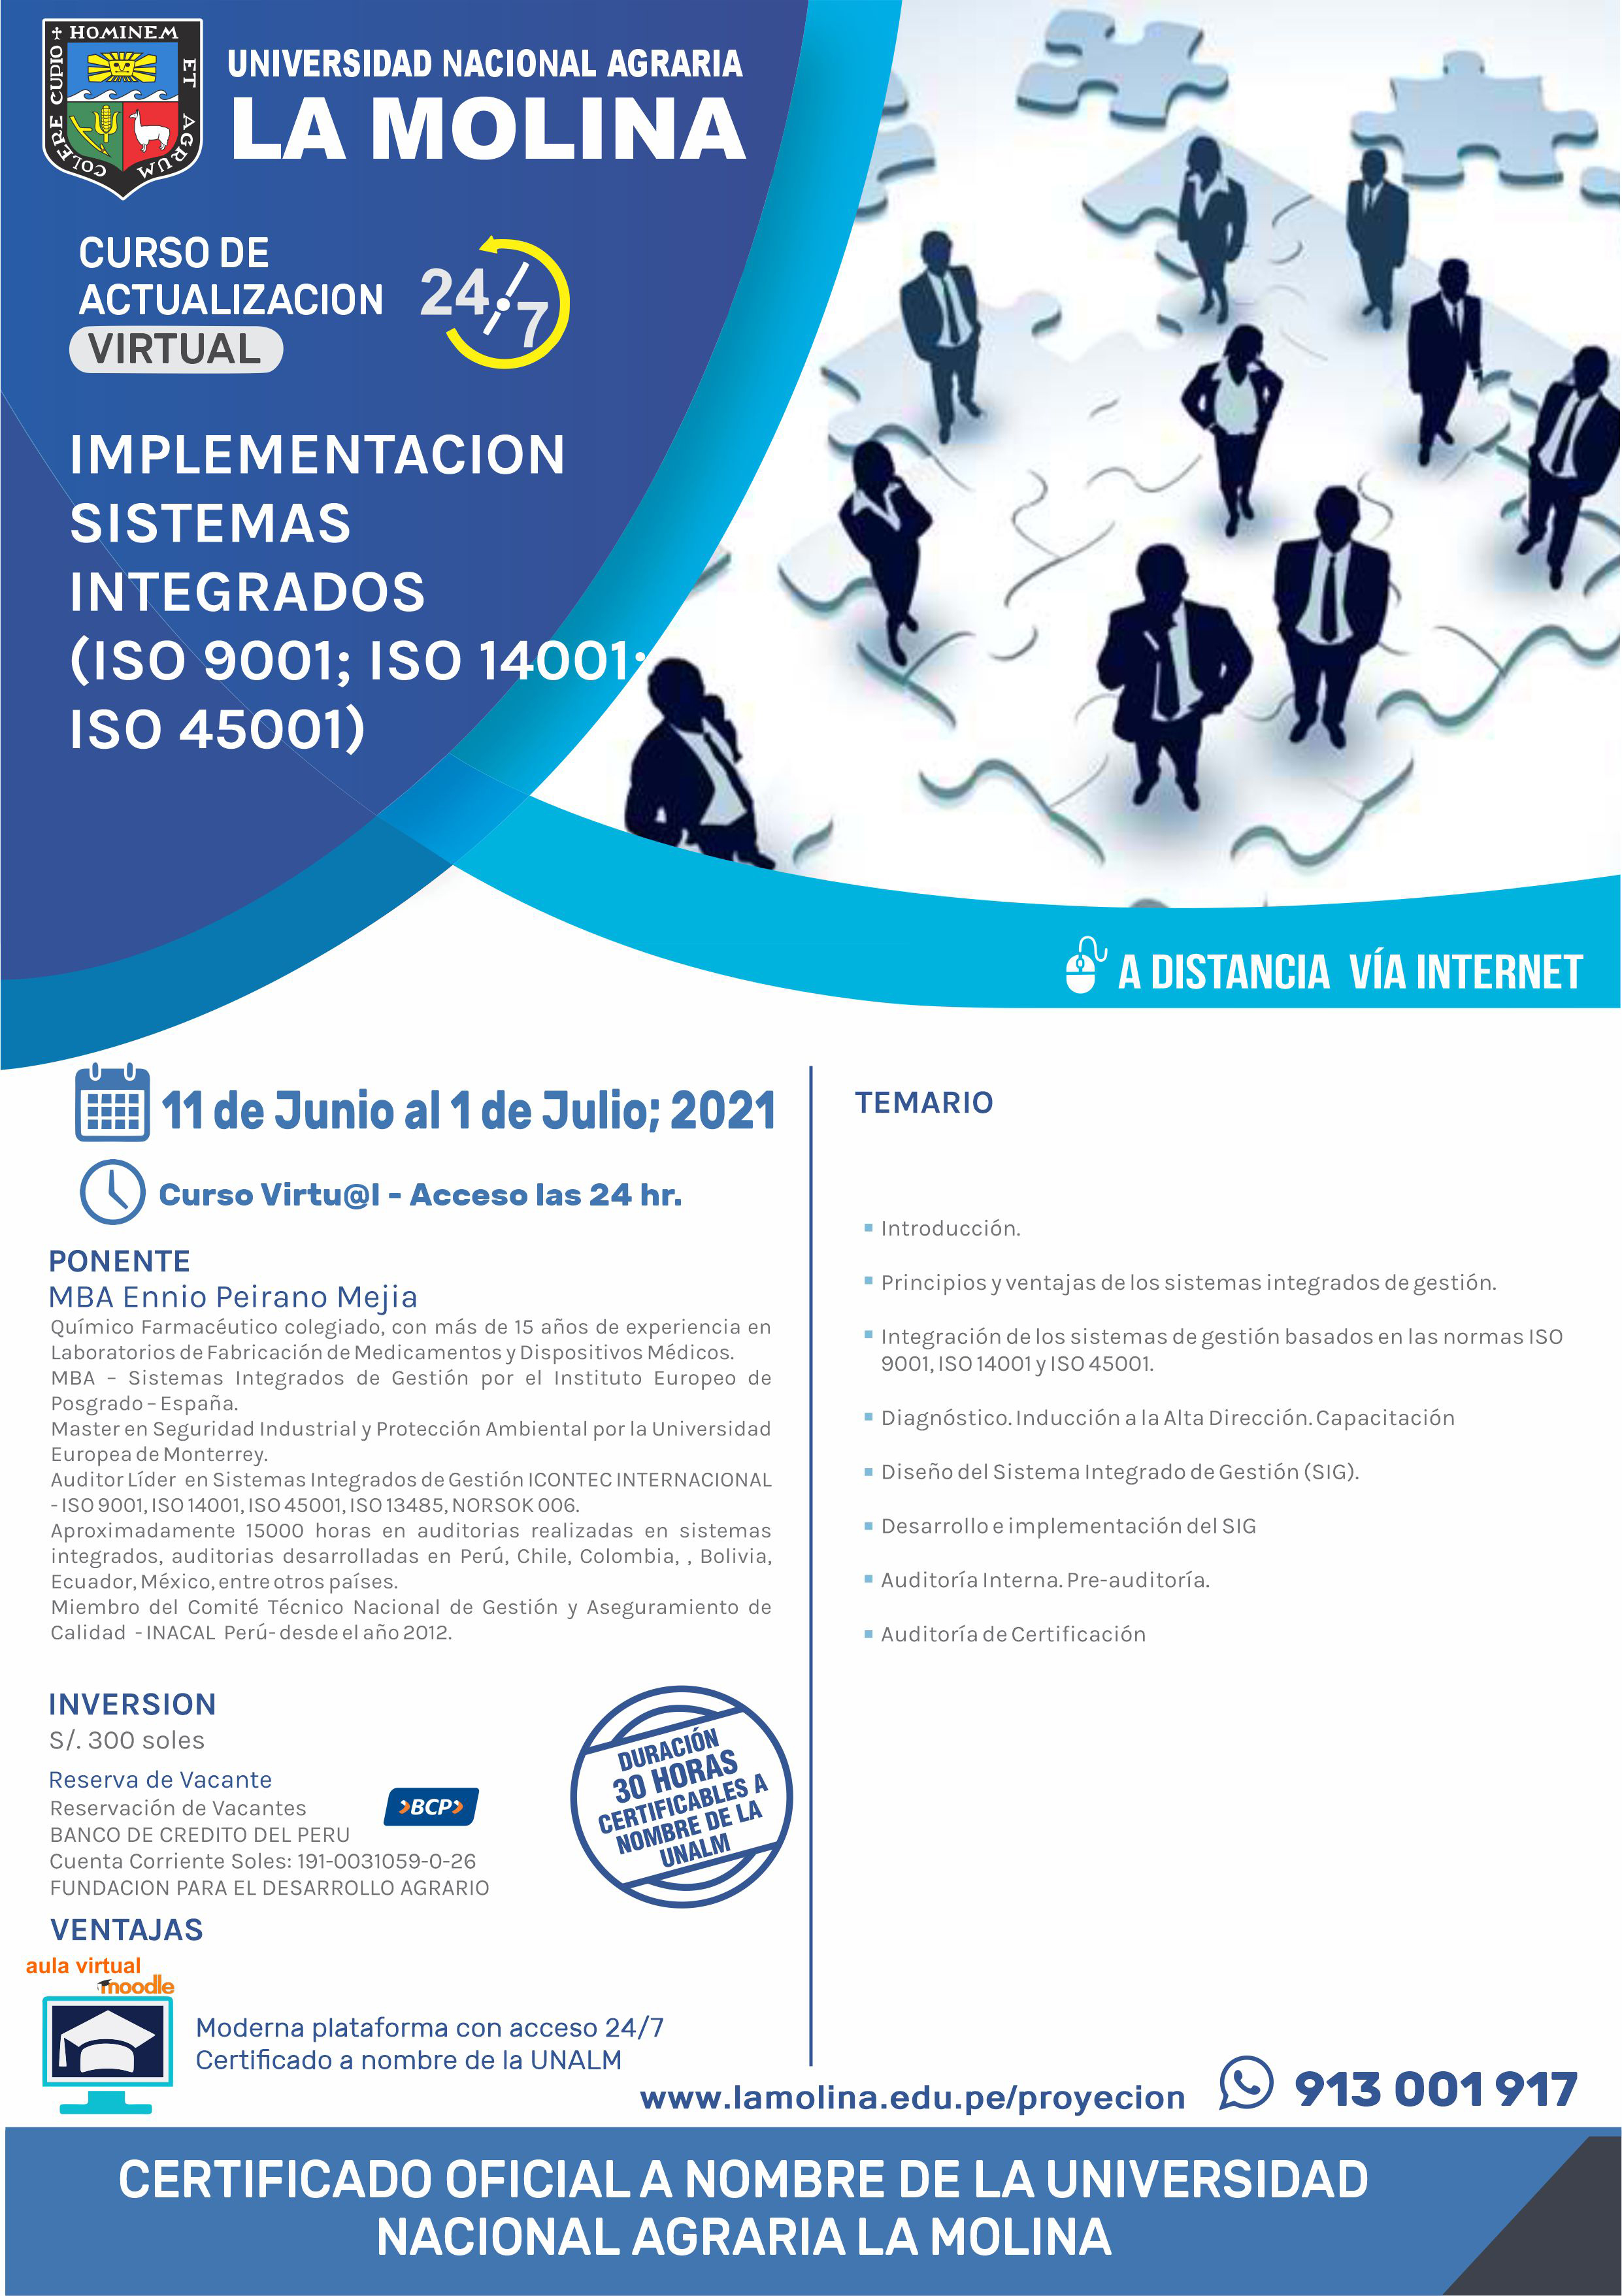 COLERE CUPIO + HOMINEM ET AGRUM
UNIVERSIDAD NACIONAL AGRARIA
LA MOLINA
CURSO DE
ACTUALIZACION
VIRTUAL
24/7
IMPLEMENTACION
SISTEMAS
INTEGRADOS
(ISO 9001; ISO 14001;
ISO 45001)
A DISTANCIA VÍA INTERNET
11 de Junio al 1 de Julio; 2021
Curso Virtu@l - Acceso las 24 hr.
PONENTE
MBA Ennio Peirano Mejia
Químico Farmacéutico colegiado, con más de 15 años de experiencia en
Laboratorios de Fabricación de Medicamentos y Dispositivos Médicos.
MBA – Sistemas Integrados de Gestión por el Instituto Europeo de
Posgrado – España.
Master en Seguridad Industrial y Protección Ambiental por la Universidad
Europea de Monterrey.
Auditor Líder en Sistemas Integrados de Gestión ICONTEC INTERNACIONAL
- ISO 9001, ISO 14001, ISO 45001, ISO 13485, NORSOK 006.
Aproximadamente 15000 horas en auditorias realizadas en sistemas
integrados, auditorias desarrolladas en Perú, Chile, Colombia, , Bolivia,
Ecuador, México, entre otros países.
Miembro del Comité Técnico Nacional de Gestión y Aseguramiento de
Calidad - INACAL Perú- desde el año 2012.
INVERSION
S/. 300 soles
Reserva de Vacante
Reservación de Vacantes
BANCO DE CREDITO DEL PERU
Cuenta Corriente Soles: 191-0031059-0-26
FUNDACION PARA EL DESARROLLO AGRARIO
>BCP>
DURACIÓN
30 HORAS
CERTIFICABLES A
NOMBRE DE LA
UNALM
VENTAJAS
aula virtual
moodle
Moderna plataforma con acceso 24/7
Certificado a nombre de la UNALM
TEMARIO
Introducción.
Principios y ventajas de los sistemas integrados de gestión.
Integración de los sistemas de gestión basados en las normas ISO
9001, ISO 14001 y ISO 45001.
Diagnóstico. Inducción a la Alta Dirección. Capacitación
Diseño del Sistema Integrado de Gestión (SIG).
Desarrollo e implementación del SIG
Auditoría Interna. Pre-auditoría.
Auditoría de Certificación
www.lamolina.edu.pe/proyecion
913 001 917
CERTIFICADO OFICIAL A NOMBRE DE LA UNIVERSIDAD
NACIONAL AGRARIA LA MOLINA